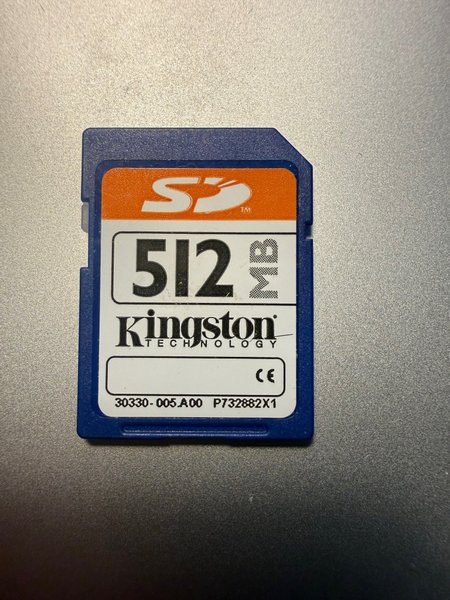 SD
TM
512 MB
Kingston
TECHNOLOGY
CE
30330-005.A00 P732882X1